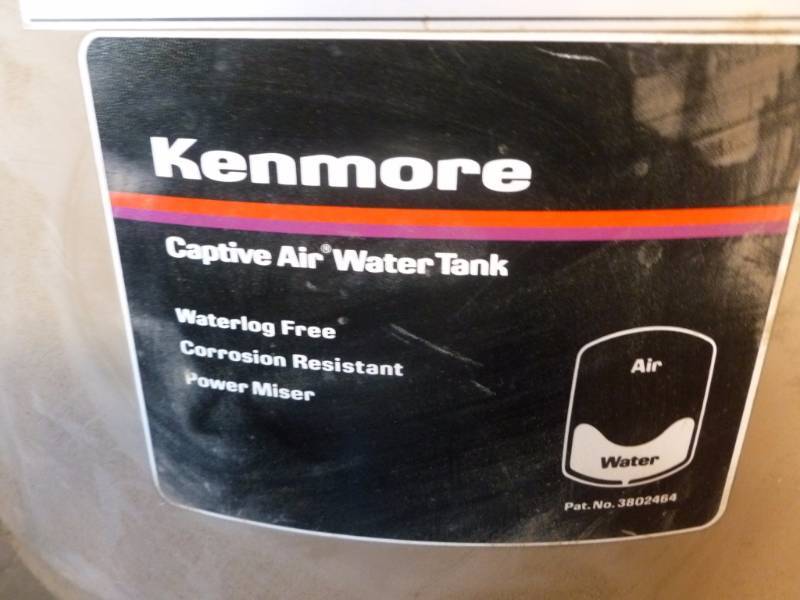 Kenmore
Captive Air® Water Tank
Waterlog Free
Corrosion Resistant
Power Miser
Air
Water
Pat. No. 3802464